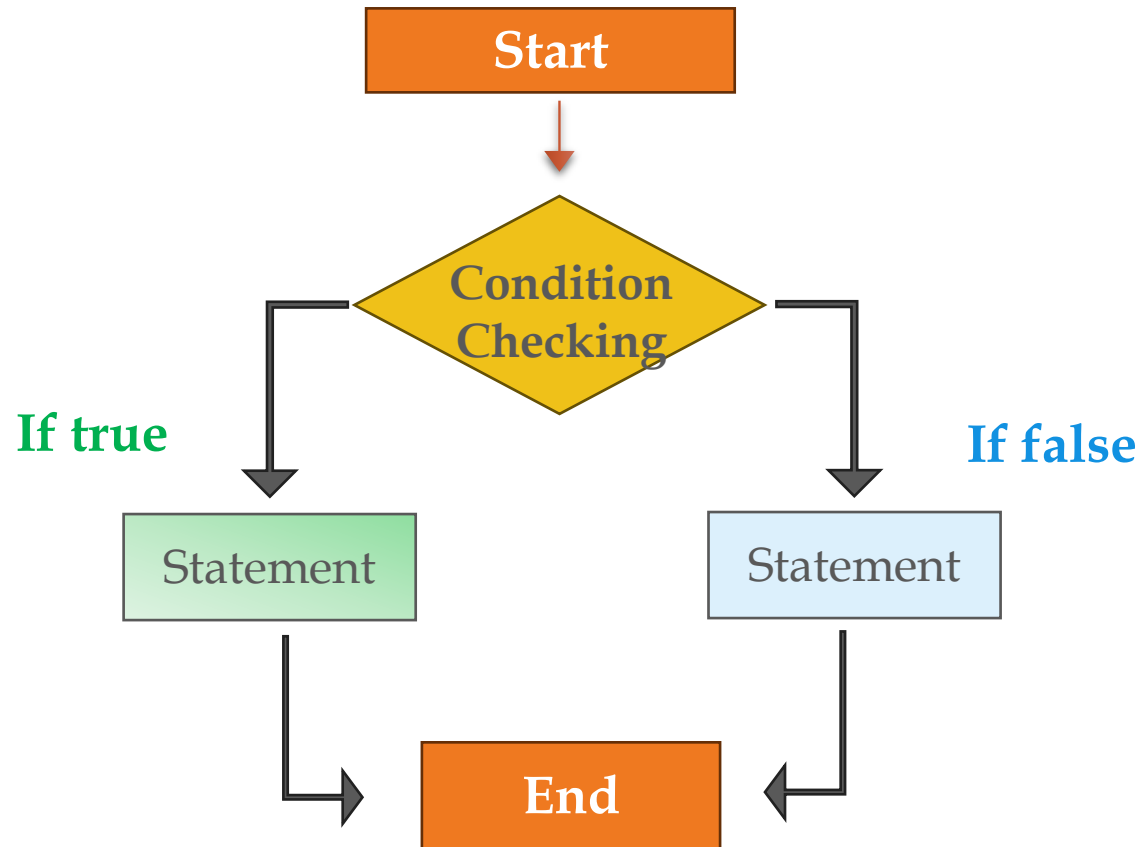 Start
Condition
Checking
If true
If false
Statement
Statement
End